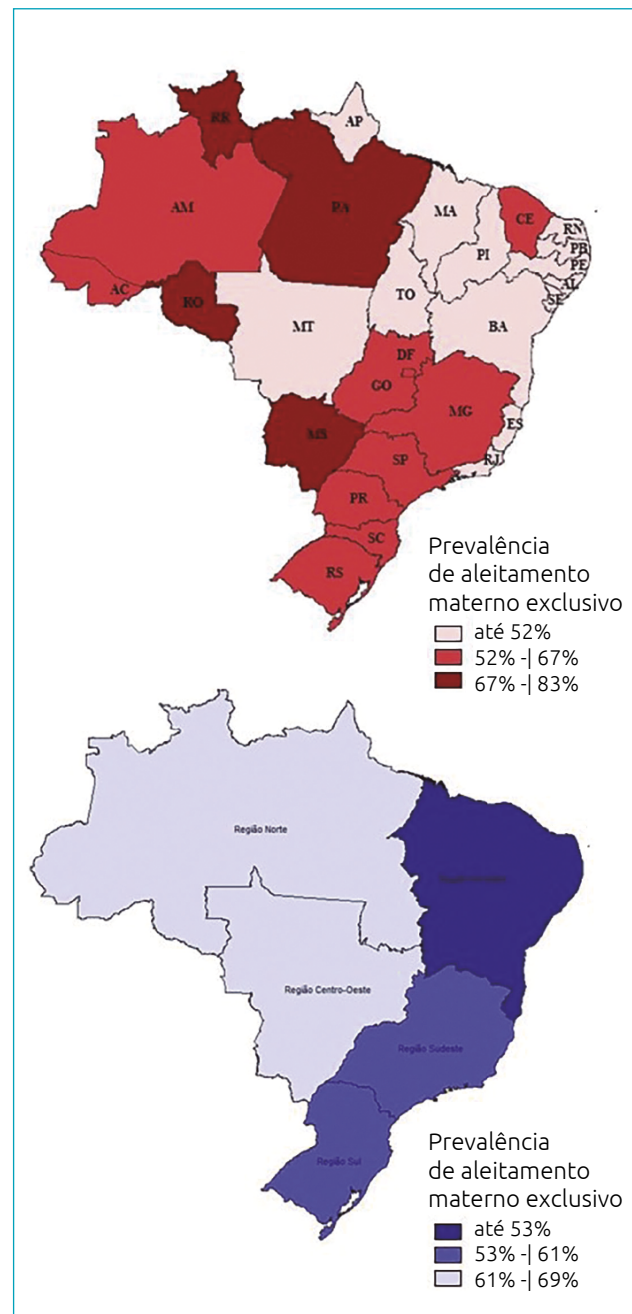 RR
AP
AM
PA
MA
CE
RN
PB
PI
PE
AL
SE
AC
RO
TO
MT
BA
DF
GO
MG
ES
MS
SP
RJ
PR
SC
RS
Prevalência
de aleitamento
materno exclusivo
até 52%
52% -| 67%
67% -| 83%
Região Norte
Região Centro-Oeste
Região Sudeste
Região Sul
Prevalência
de aleitamento
materno exclusivo
até 53%
53% -| 61%
61% -| 69%